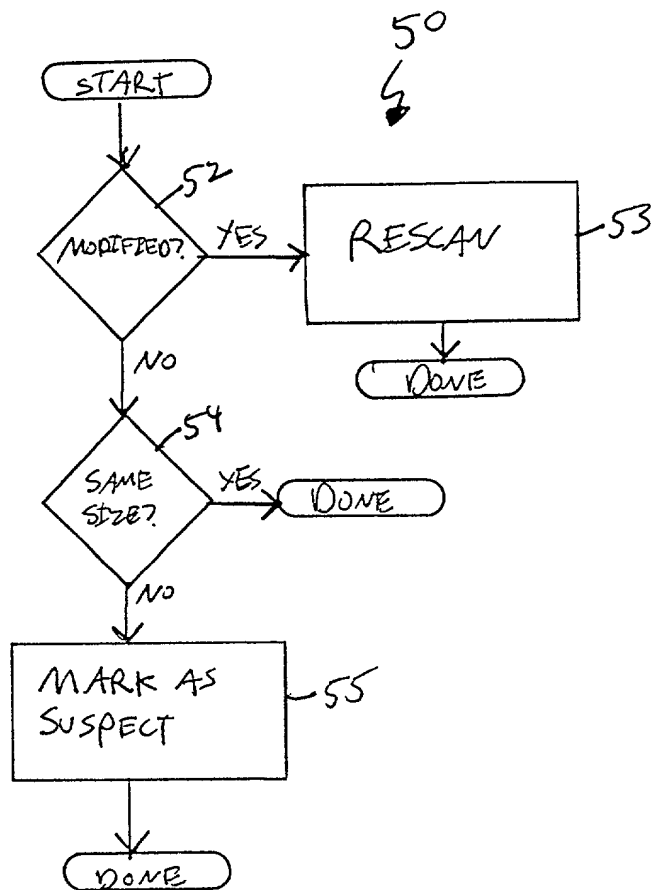 50
START
52
MODIFIED?
YES
RESCAN
53
NO
DONE
54
SAME
SIZE?
YES
DONE
NO
MARK AS
SUSPECT
55
DONE